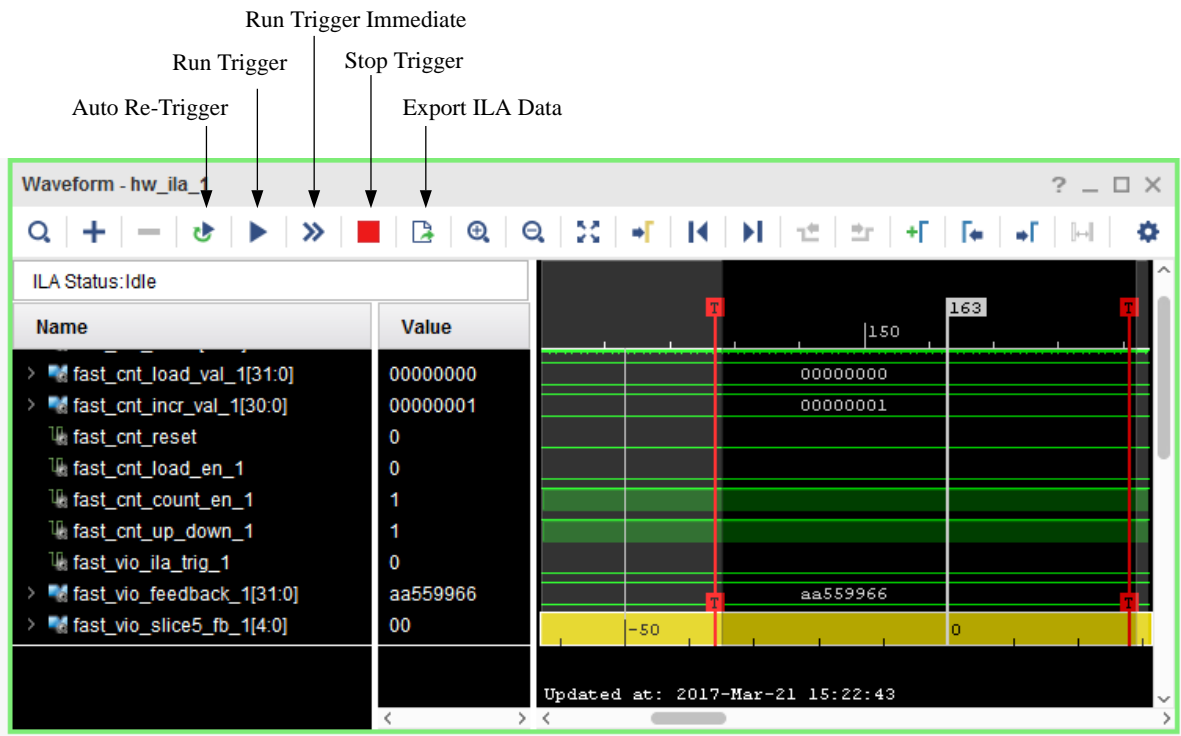 Run Trigger Immediate
Run Trigger
Stop Trigger
Auto Re-Trigger
Export ILA Data
Waveform - hw_ila_1
ILA Status:Idle
Name
Value
T
163
T
150
fast_cnt_load_val_1[31:0]
00000000
00000000
fast_cnt_incr_val_1[30:0]
00000001
00000001
fast_cnt_reset
0
fast_cnt_load_en_1
0
fast_cnt_count_en_1
1
fast_cnt_up_down_1
1
fast_vio_ila_trig_1
0
fast_vio_feedback_1[31:0]
aa559966
aa559966
T
T
fast_vio_slice5_fb_1[4:0]
00
-50
0
Updated at: 2017-Mar-21 15:22:43